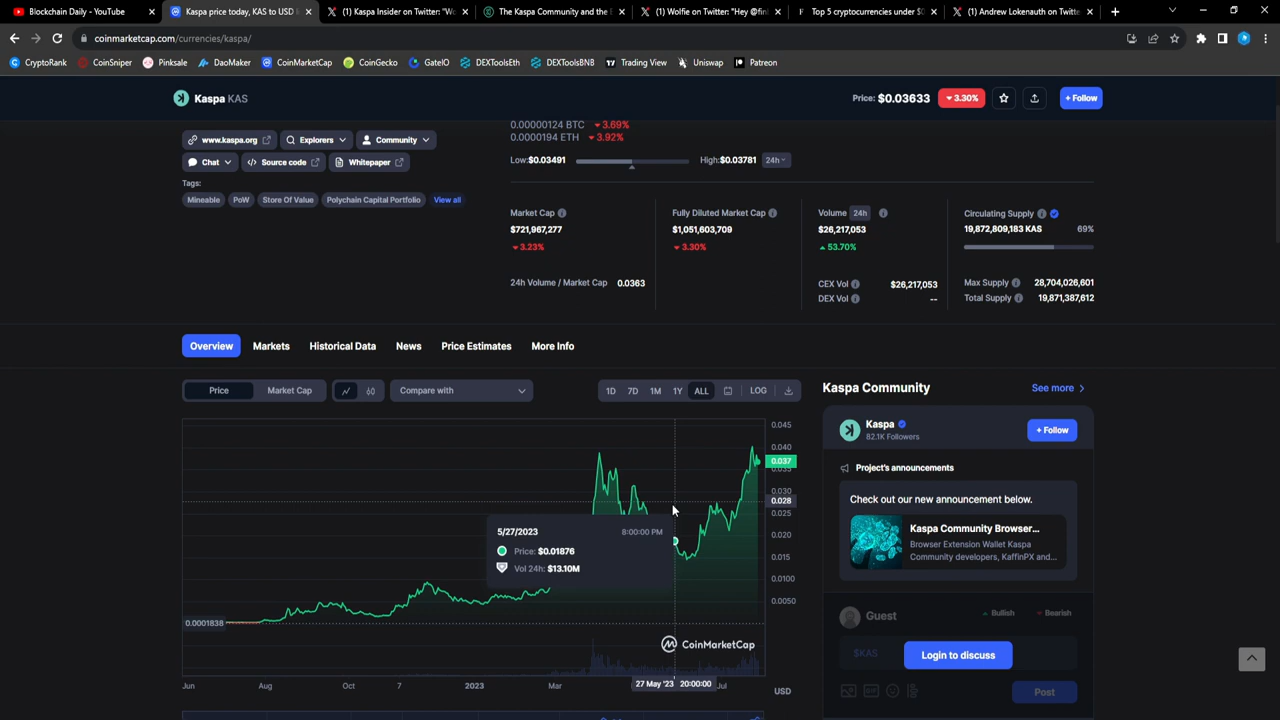 Blockchain Daily - YouTube
Kaspa price today, KAS to USD l
(1) Kaspa Insider on Twitter: "Wo
The Kaspa Community and the E
(1) Wolfie on Twitter: "Hey @fin
Top 5 cryptocurrencies under $0
(1) Andrew Lokenauth on Twitter:
coinmarketcap.com/currencies/kaspa/
CryptoRank CoinSniper Pinksale DaoMaker CoinMarketCap CoinGecko GateIO DEXToolsEth DEXToolsBNB Trading View Uniswap Patreon
Kaspa KAS
Price: $0.03633 3.30% + Follow
0.00000124 BTC 3.69%
0.0000194 ETH 3.92%
www.kaspa.org Explorers Community
Low: $0.03491 High: $0.03781 24h
Chat Source code Whitepaper
Tags:
Mineable PoW Store Of Value Polychain Capital Portfolio View all
Market Cap
$721,967,277
3.23%
24h Volume / Market Cap 0.0363
Fully Diluted Market Cap
$1,051,603,709
3.30%
Volume 24h
$26,217,053
53.70%
CEX Vol $26,217,053
DEX Vol --
Circulating Supply
19,872,809,183 KAS 69%
Max Supply 28,704,026,601
Total Supply 19,871,387,612
Overview Markets Historical Data News Price Estimates More Info
Price Market Cap Compare with 1D 7D 1M 1Y ALL LOG
0.045
0.040
0.037
0.035
0.030
0.028
0.025
0.020
0.015
0.0100
0.0050
0.0001838
5/27/2023 8:00:00 PM
Price: $0.01876
Vol 24h: $13.10M
CoinMarketCap
Jun Aug Oct 7 2023 Mar 27 May '23 20:00:00 Jul USD
Kaspa Community See more
Kaspa
82.1K Followers
+ Follow
Project's announcements
Check out our new announcement below.
Kaspa Community Browser...
Browser Extension Wallet Kaspa
Community developers, KaffinPX and...
Guest Bullish Bearish
$KAS
Login to discuss
GIF
Post